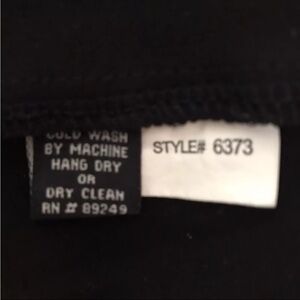 COLD WASH
BY MACHINE
HANG DRY
OR
DRY CLEAN
RN # 89249
STYLE# 6373